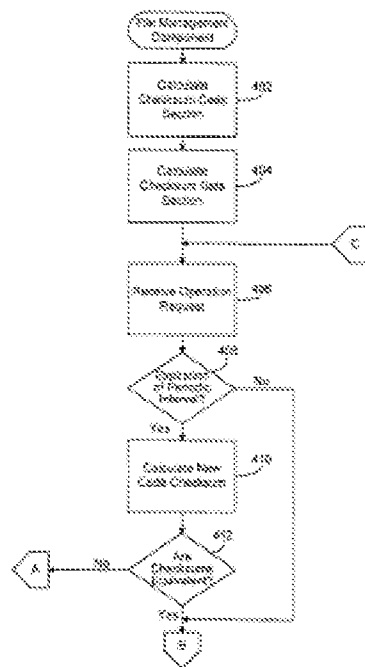 File Management
Component
Calculate
Checksum Code
Section
402
Calculate
Checksum Data
Section
404
C
Receive Operation
Request
406
408
Expiration
of Periodic
Interval?
No
Yes
Calculate New
Code Checksum
410
412
Are
Checksums
Equivalent?
No
A
Yes
B